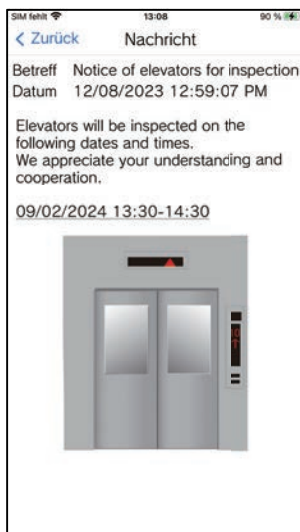 SIM fehlt 13:08 90 %
Zurück Nachricht
Betreff Notice of elevators for inspection
Datum 12/08/2023 12:59:07 PM
Elevators will be inspected on the
following dates and times.
We appreciate your understanding and
cooperation.
09/02/2024 13:30-14:30
10